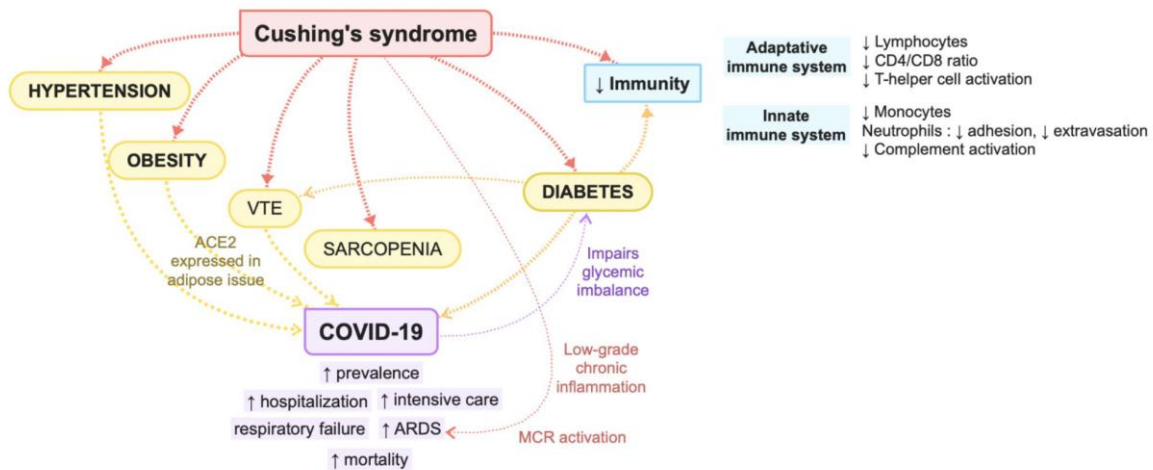 Cushing's syndrome
HYPERTENSION
OBESITY
VTE
SARCOPENIA
DIABETES
↓ Immunity
ACE2
expressed in
adipose issue
Impairs
glycemic
imbalance
COVID-19
↑ prevalence
↑ hospitalization
↑ intensive care
respiratory failure
↑ ARDS
↑ mortality
Low-grade
chronic
inflammation
MCR activation
Adaptative
immune system
↓ Lymphocytes
↓ CD4/CD8 ratio
↓ T-helper cell activation
Innate
immune system
↓ Monocytes
Neutrophils : ↓ adhesion, ↓ extravasation
↓ Complement activation